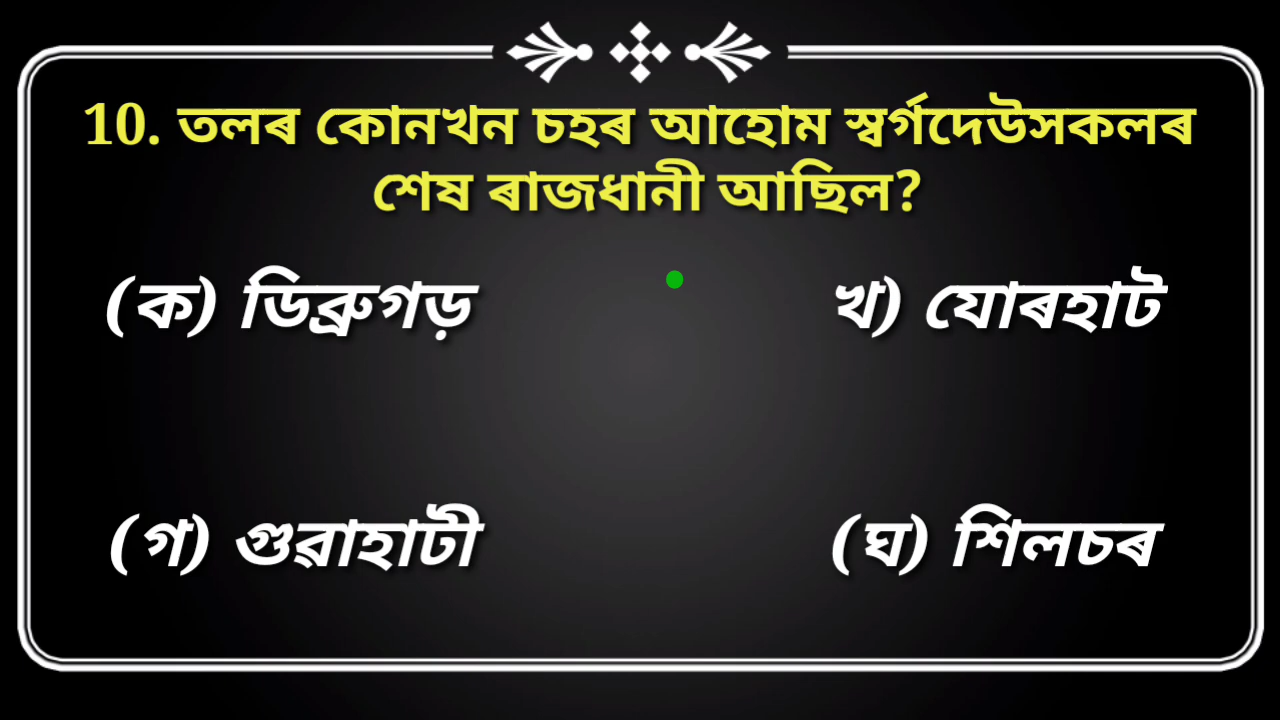 10. তলৰ কোনখন চহৰ আহোম স্বৰ্গদেউসকলৰ
শেষ ৰাজধানী আছিল?
(ক) ডিব্ৰুগড়
খ) যোৰহাট
(গ) গুৱাহাটী
(ঘ) শিলচৰ